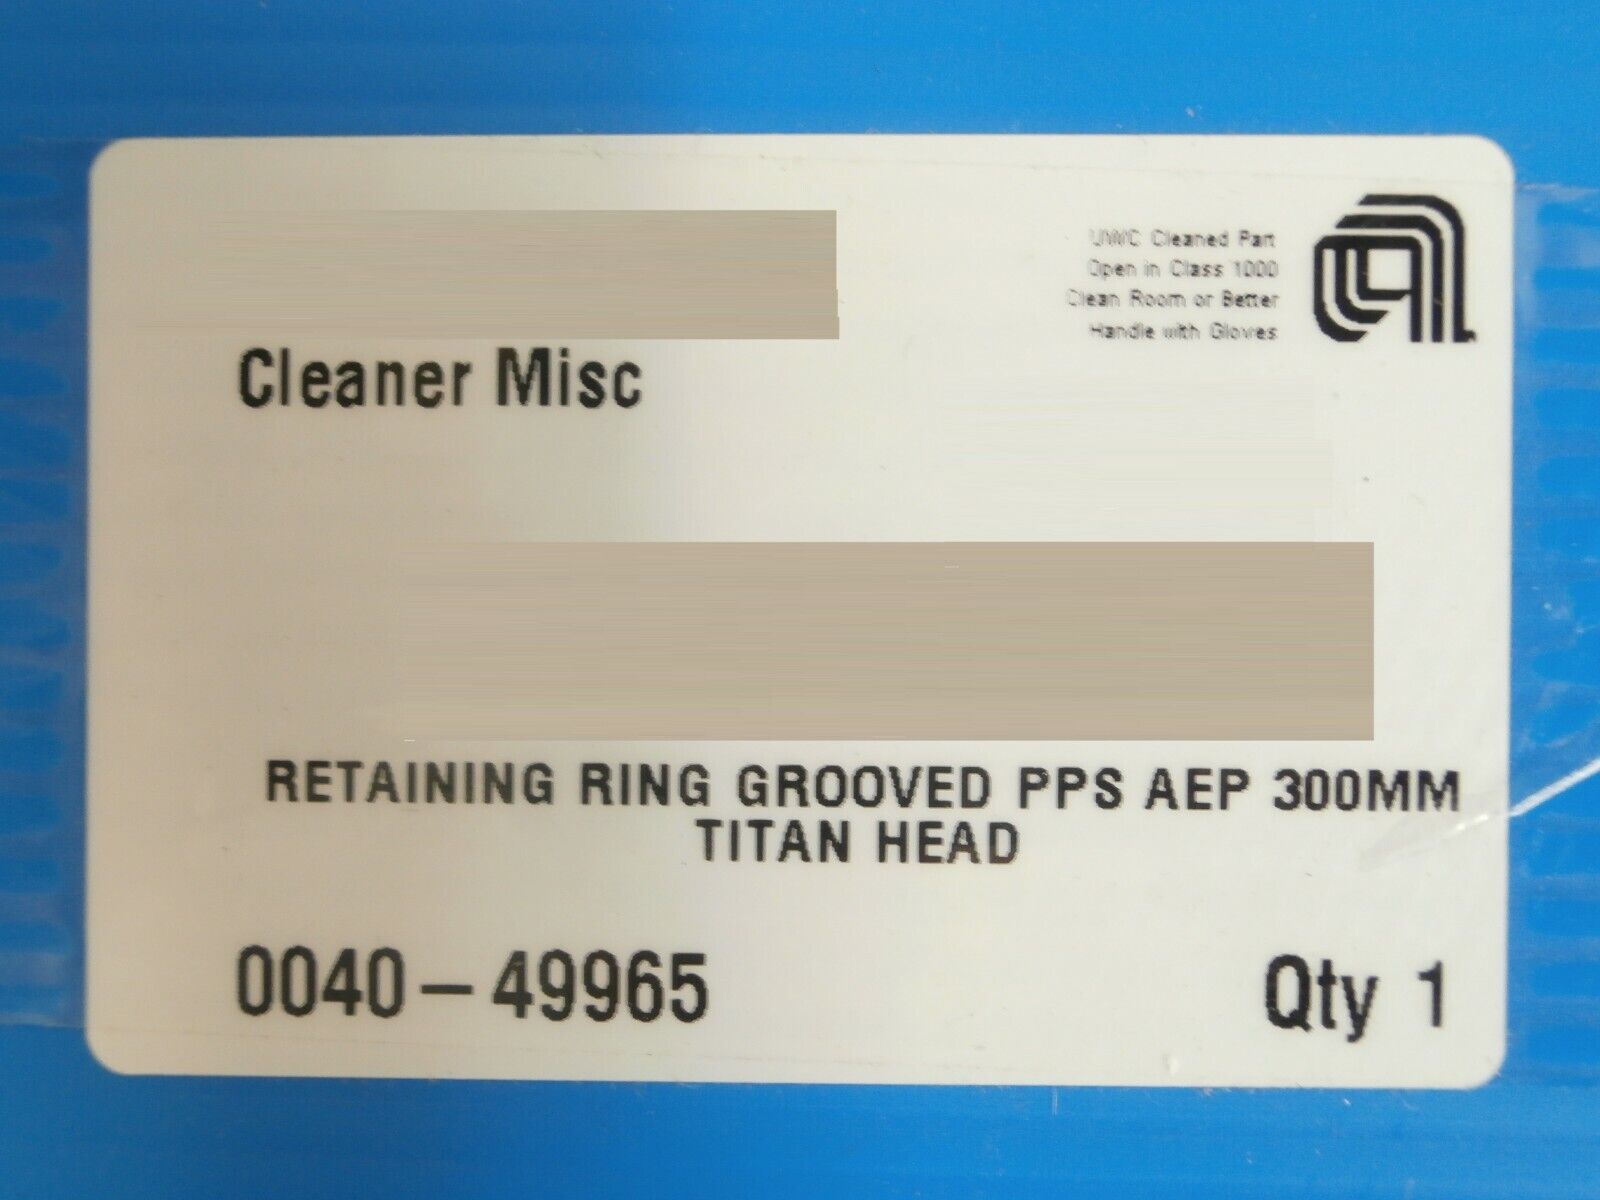 UWC Cleaned Part
Open in Class 1000
Clean Room or Better
Handle with Gloves
Cleaner Misc
RETAINING RING GROOVED PPS AEP 300MM
TITAN HEAD
0040-49965 Qty 1